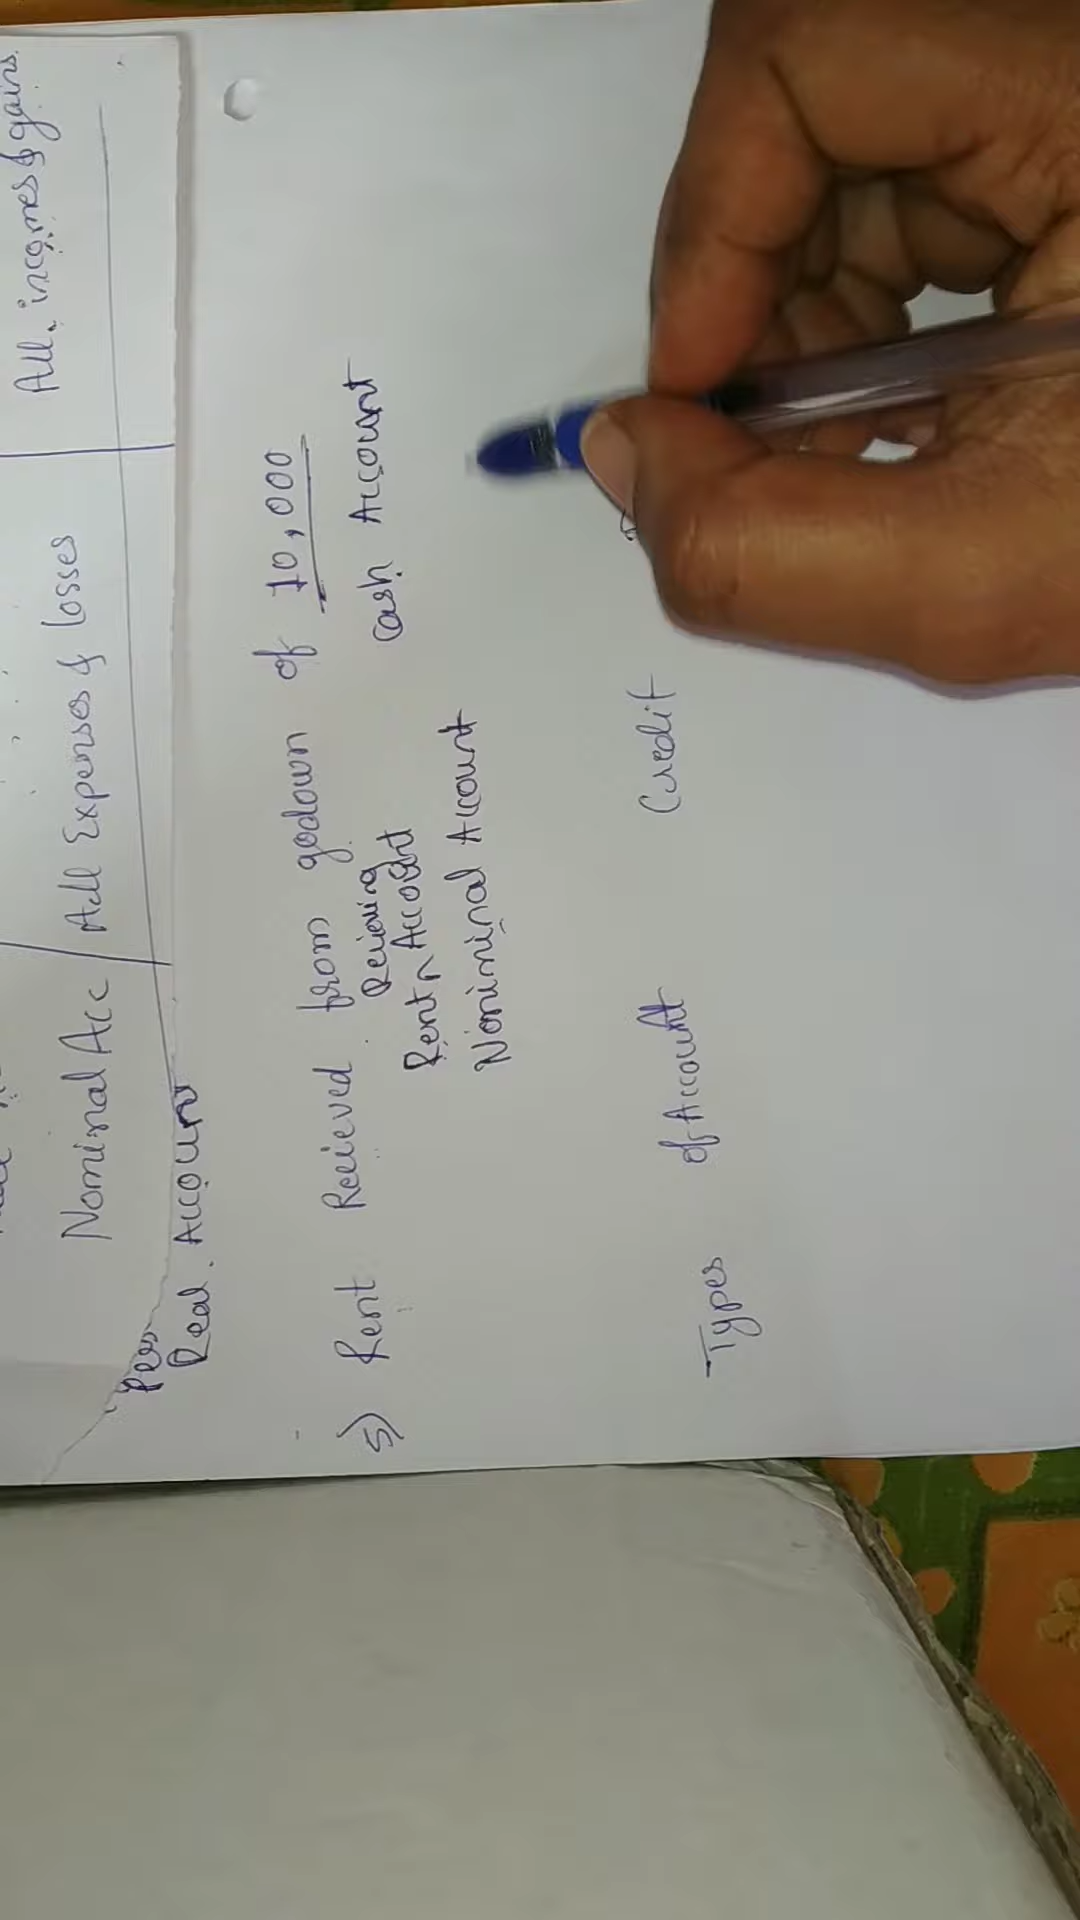 Nominal Acc / All Expenses & losses All incomes & gains.
Real. Account
5) Rent Recieved from godown of 10,000
Recieving
Rent ^ Account Cash Account
Nominal Account
Types of Account Credit